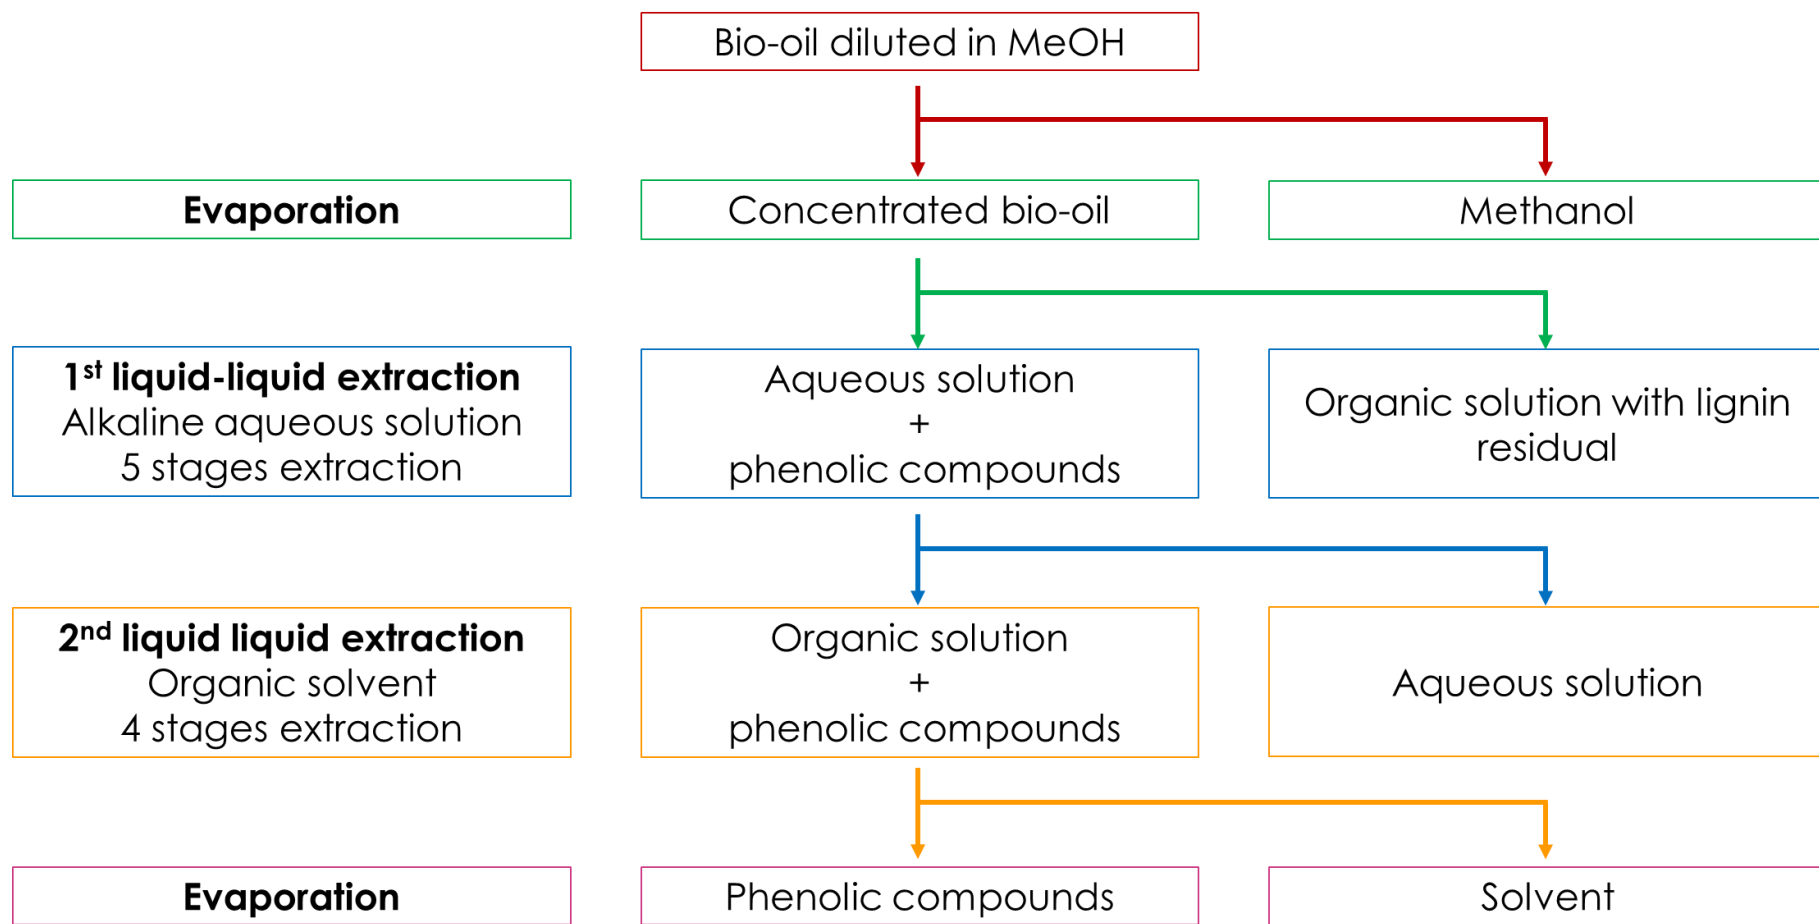 Bio-oil diluted in MeOH
Evaporation
Concentrated bio-oil
Methanol
1st liquid-liquid extraction
Alkaline aqueous solution
5 stages extraction
Aqueous solution
+
phenolic compounds
Organic solution with lignin
residual
2nd liquid liquid extraction
Organic solvent
4 stages extraction
Organic solution
+
phenolic compounds
Aqueous solution
Evaporation
Phenolic compounds
Solvent